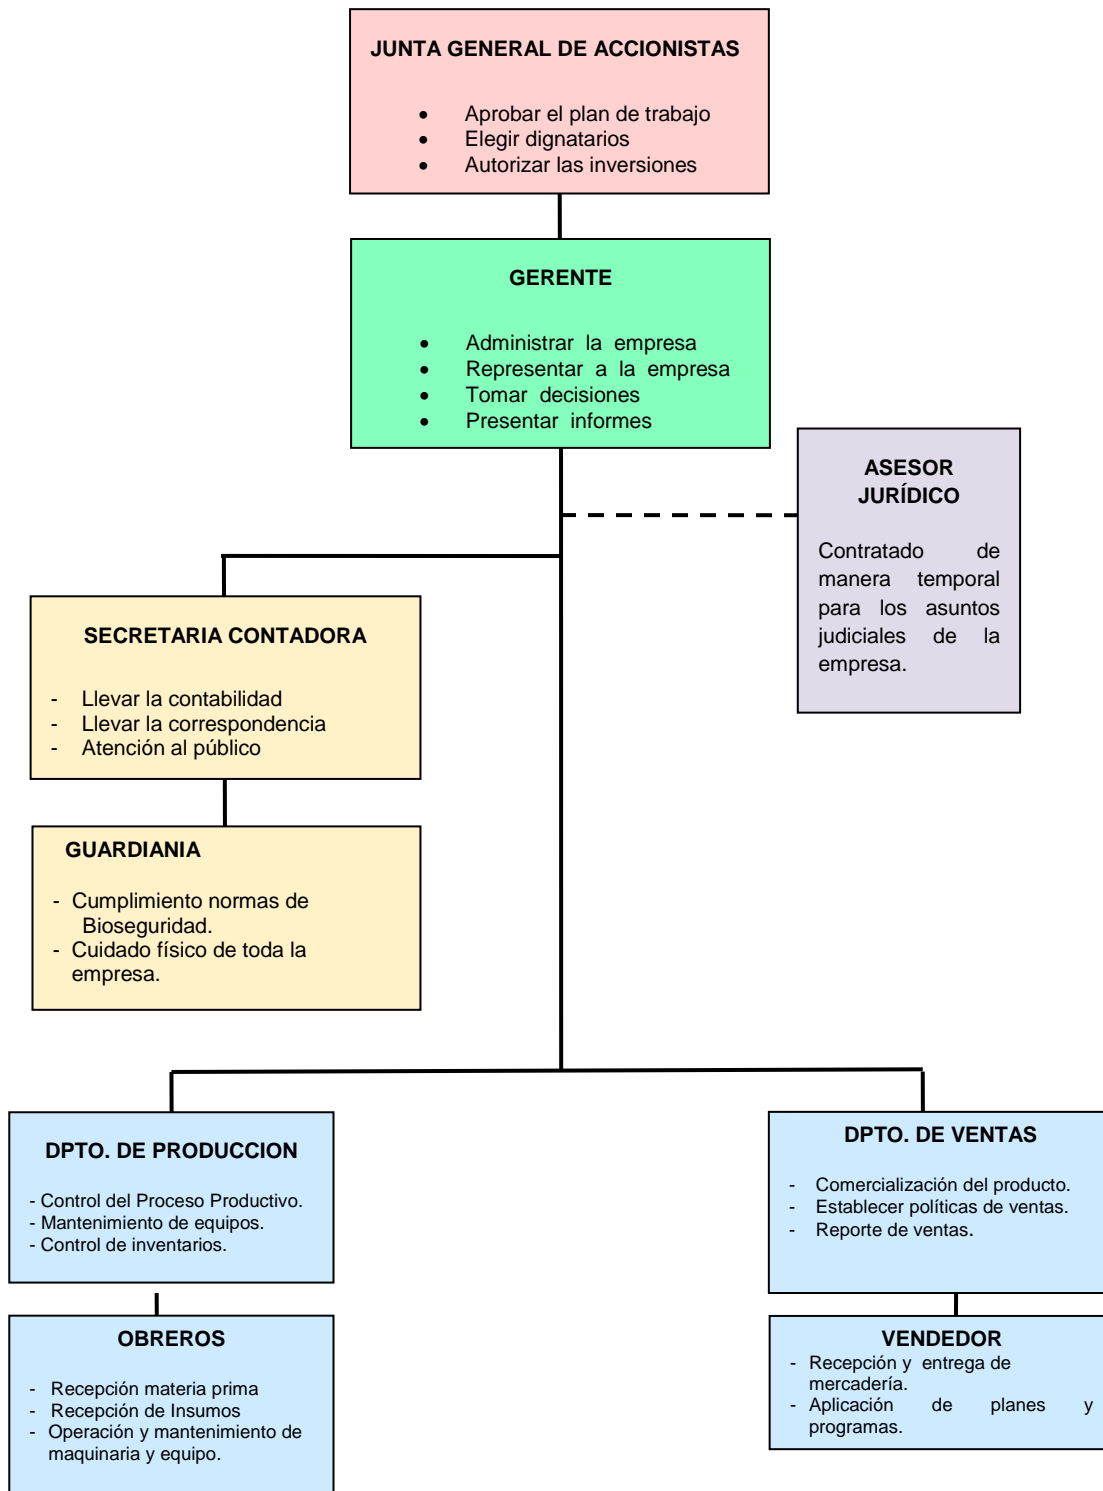 JUNTA GENERAL DE ACCIONISTAS
• Aprobar el plan de trabajo
• Elegir dignatarios
• Autorizar las inversiones
GERENTE
• Administrar la empresa
• Representar a la empresa
• Tomar decisiones
• Presentar informes
ASESOR
JURÍDICO
Contratado de
manera temporal
para los asuntos
judiciales de la
empresa.
SECRETARIA CONTADORA
- Llevar la contabilidad
- Llevar la correspondencia
- Atención al público
GUARDIANIA
- Cumplimiento normas de
Bioseguridad.
- Cuidado físico de toda la
empresa.
DPTO. DE PRODUCCION
- Control del Proceso Productivo.
- Mantenimiento de equipos.
- Control de inventarios.
DPTO. DE VENTAS
- Comercialización del producto.
- Establecer políticas de ventas.
- Reporte de ventas.
OBREROS
- Recepción materia prima
- Recepción de Insumos
- Operación y mantenimiento de
maquinaria y equipo.
VENDEDOR
- Recepción y entrega de
mercadería.
- Aplicación de planes y
programas.